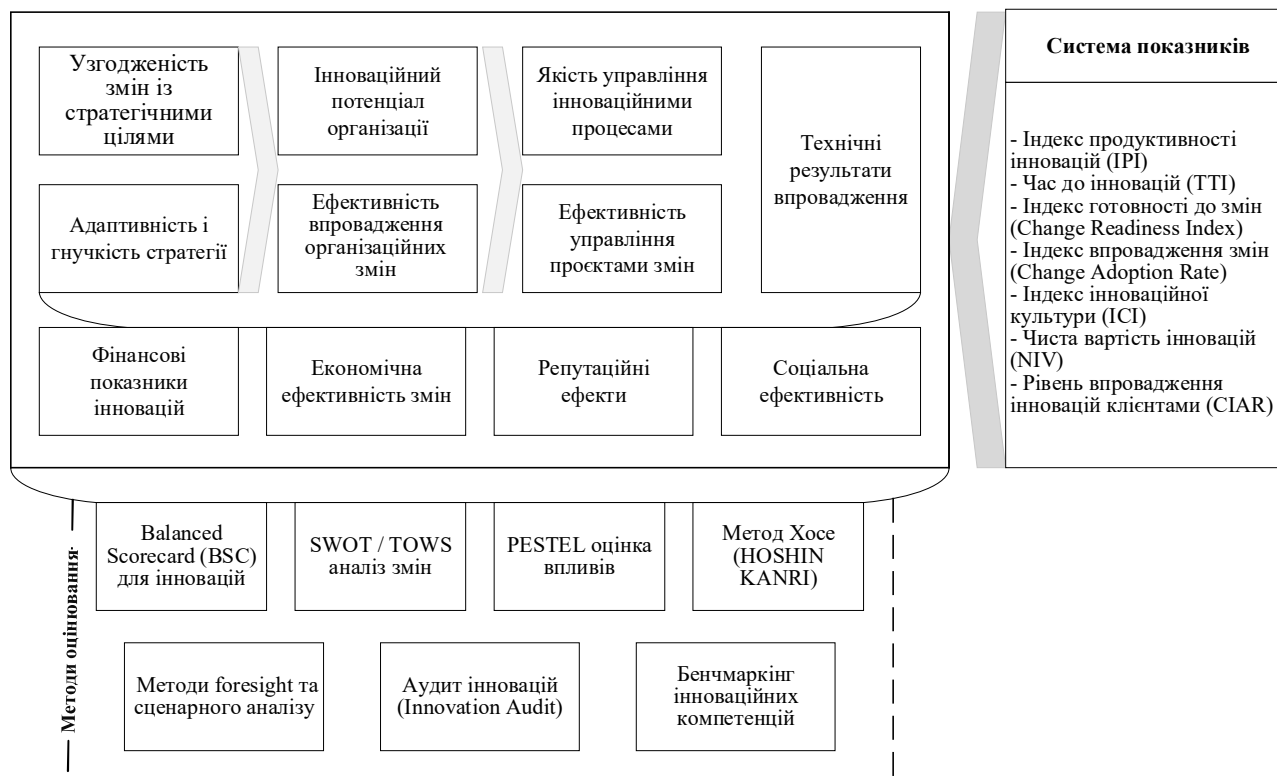 Узгодженість
змін із
стратегічними
цілями
Інноваційний
потенціал
організації
Якість управління
інноваційними
процесами
Технічні
результати
впровадження
Адаптивність і
гнучкість стратегії
Ефективність
впровадження
організаційних
змін
Ефективність
управління
проєктами змін
Фінансові
показники
інновацій
Економічна
ефективність змін
Репутаційні
ефекти
Соціальна
ефективність
Система показників
- Індекс продуктивності
інновацій (IPI)
- Час до інновацій (TTI)
- Індекс готовності до змін
(Change Readiness Index)
- Індекс впровадження змін
(Change Adoption Rate)
- Індекс інноваційної
культури (ICI)
- Чиста вартість інновацій
(NIV)
- Рівень впровадження
інновацій клієнтами (CIAR)
Методи оцінювання
Balanced
Scorecard (BSC)
для інновацій
SWOT / TOWS
аналіз змін
PESTEL оцінка
впливів
Метод Хосе
(HOSHIN
KANRI)
Методи foresight та
сценарного аналізу
Аудит інновацій
(Innovation Audit)
Бенчмаркінг
інноваційних
компетенцій